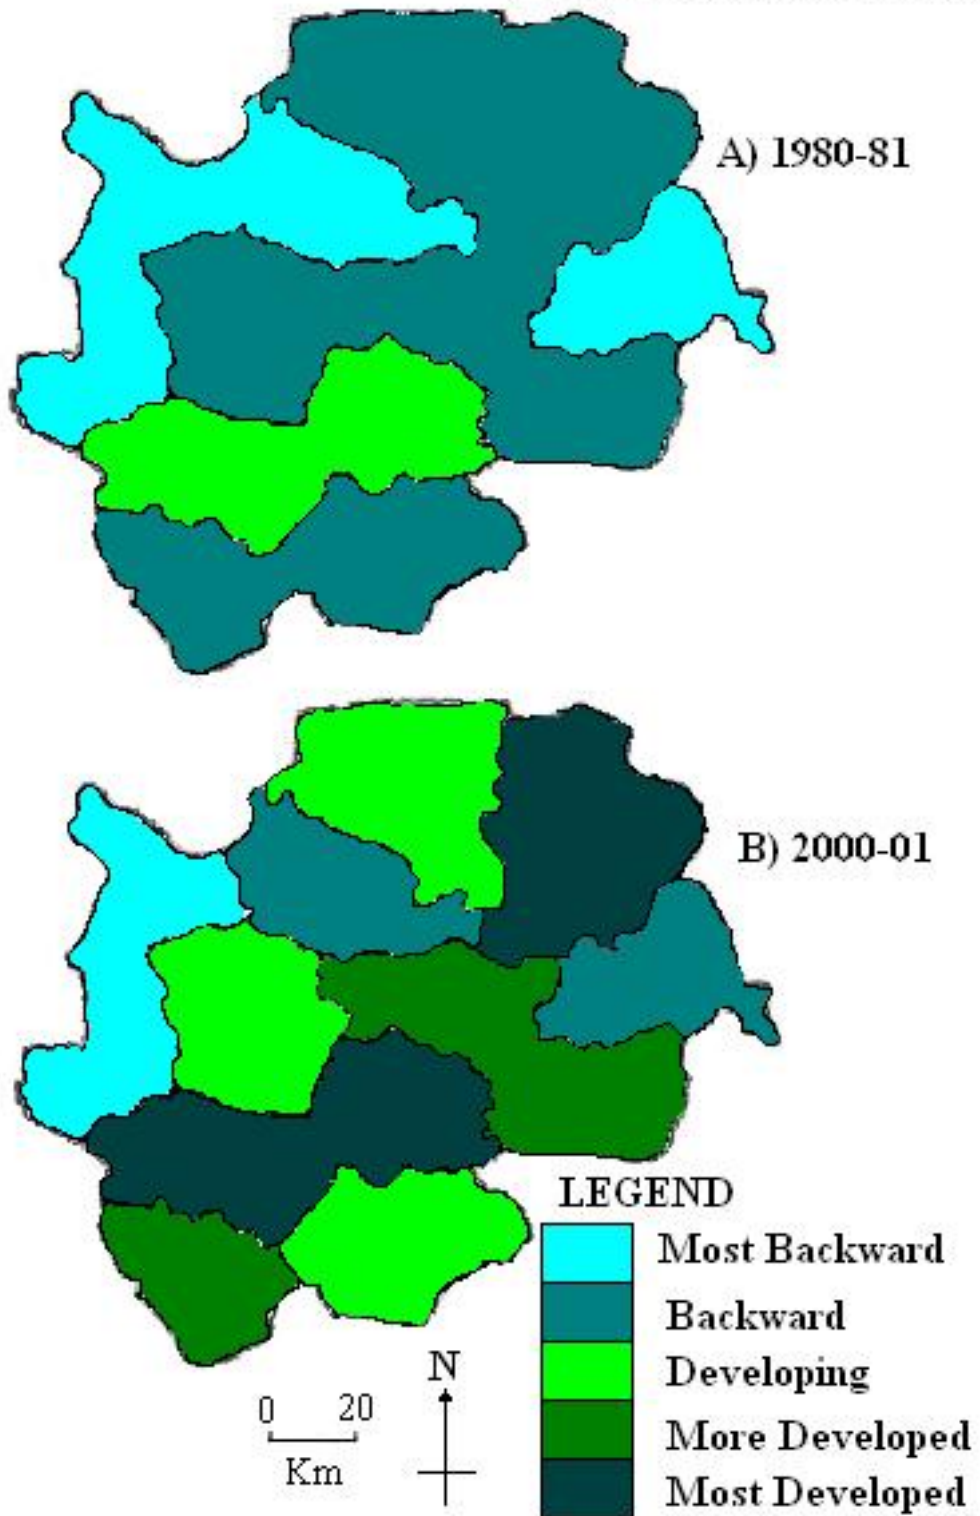 A) 1980-81
B) 2000-01
LEGEND
Most Backward
Backward
Developing
More Developed
Most Developed
N
0 20
Km